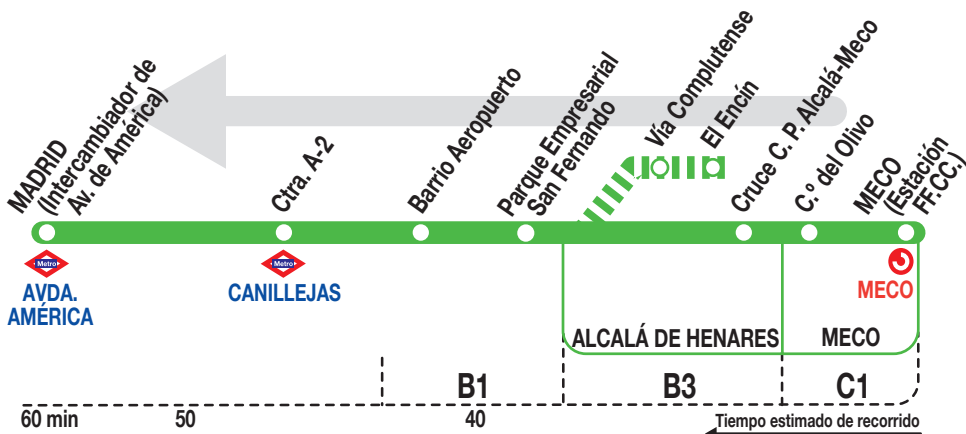 MADRID
(Intercambiador de
Av. de América)
Ctra. A-2
Barrio Aeropuerto
Parque Empresarial
San Fernando
Vía Complutense
El Encín
Cruce C. P. Alcalá-Meco
C.º del Olivo
MECO
(Estación
FF.CC.)
Metro
AVDA.
AMÉRICA
Metro
CANILLEJAS
MECO
ALCALÁ DE HENARES
MECO
B1
B3
C1
60 min
50
40
Tiempo estimado de recorrido